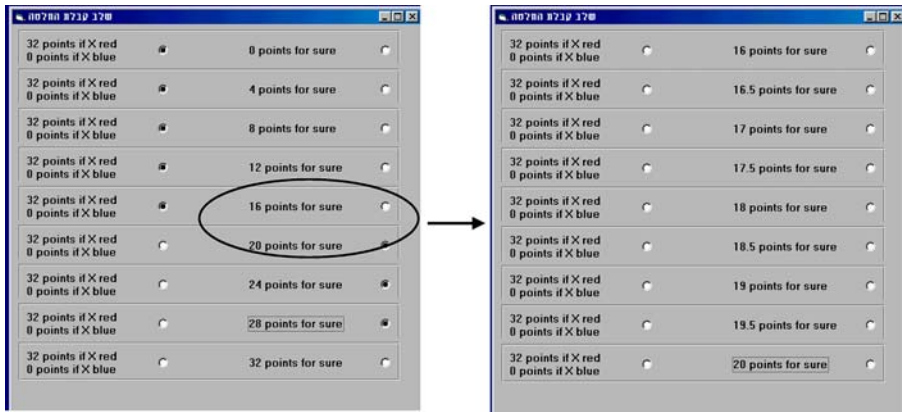 שלב קבלת החלטה
32 points if X red
0 points if X blue
0 points for sure
32 points if X red
0 points if X blue
4 points for sure
32 points if X red
0 points if X blue
8 points for sure
32 points if X red
0 points if X blue
12 points for sure
32 points if X red
0 points if X blue
16 points for sure
32 points if X red
0 points if X blue
20 points for sure
32 points if X red
0 points if X blue
24 points for sure
32 points if X red
0 points if X blue
28 points for sure
32 points if X red
0 points if X blue
32 points for sure
שלב קבלת החלטה
32 points if X red
0 points if X blue
16 points for sure
32 points if X red
0 points if X blue
16.5 points for sure
32 points if X red
0 points if X blue
17 points for sure
32 points if X red
0 points if X blue
17.5 points for sure
32 points if X red
0 points if X blue
18 points for sure
32 points if X red
0 points if X blue
18.5 points for sure
32 points if X red
0 points if X blue
19 points for sure
32 points if X red
0 points if X blue
19.5 points for sure
32 points if X red
0 points if X blue
20 points for sure